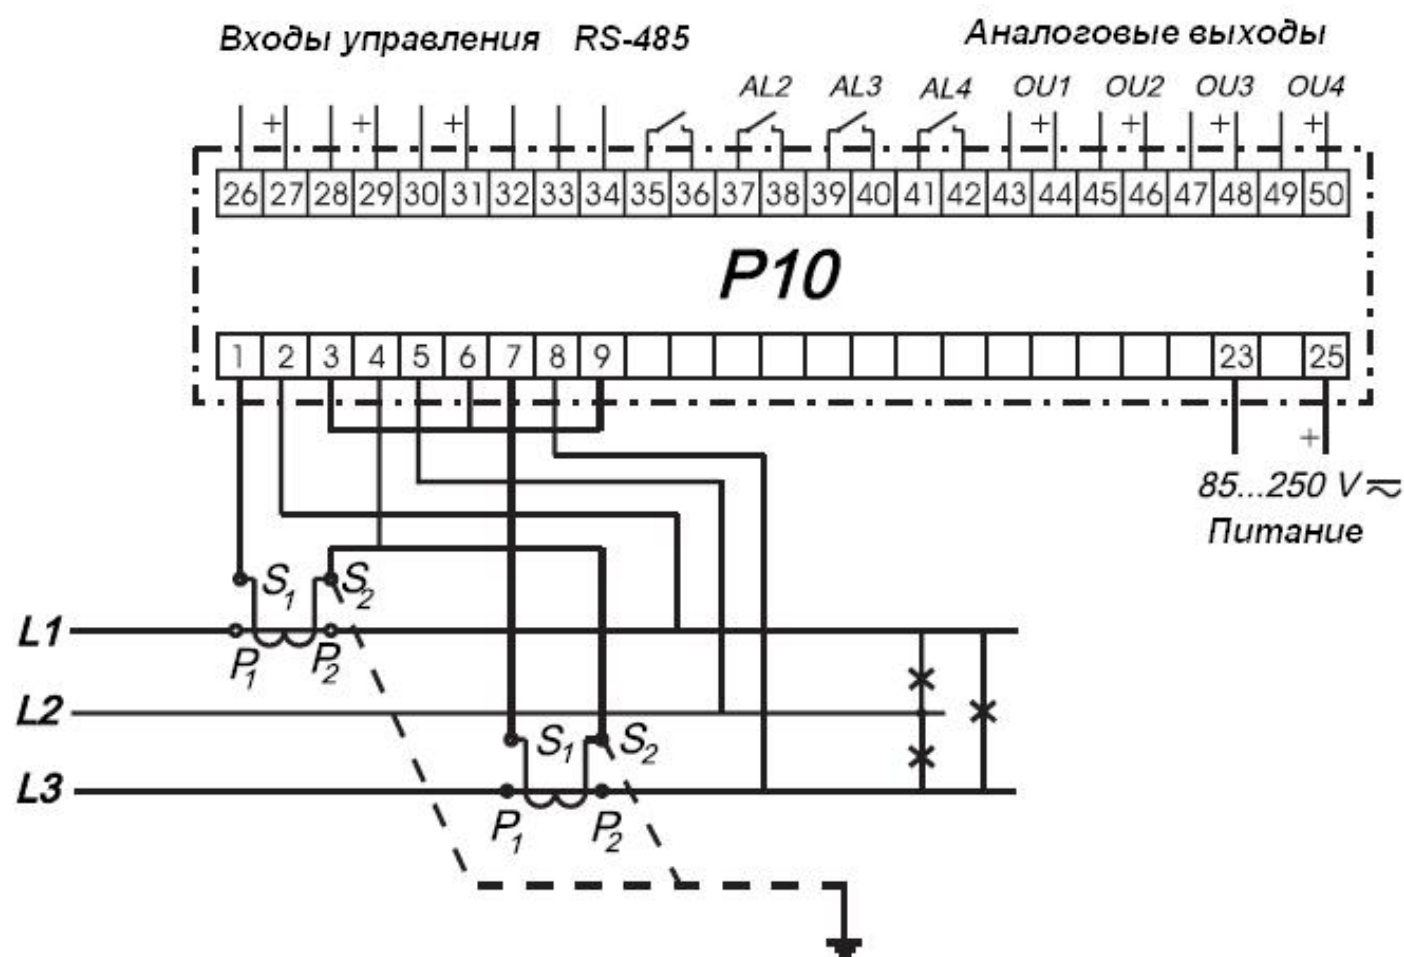 Входы управления RS-485 Аналоговые выходы
AL2 AL3 AL4 OU1 OU2 OU3 OU4
+ + + + + + +
26 27 28 29 30 31 32 33 34 35 36 37 38 39 40 41 42 43 44 45 46 47 48 49 50
P10
1 2 3 4 5 6 7 8 9 23 25
+
85...250 V ≂
Питание
S1 S2
L1
P1 P2
L2
S1 S2
L3
P1 P2